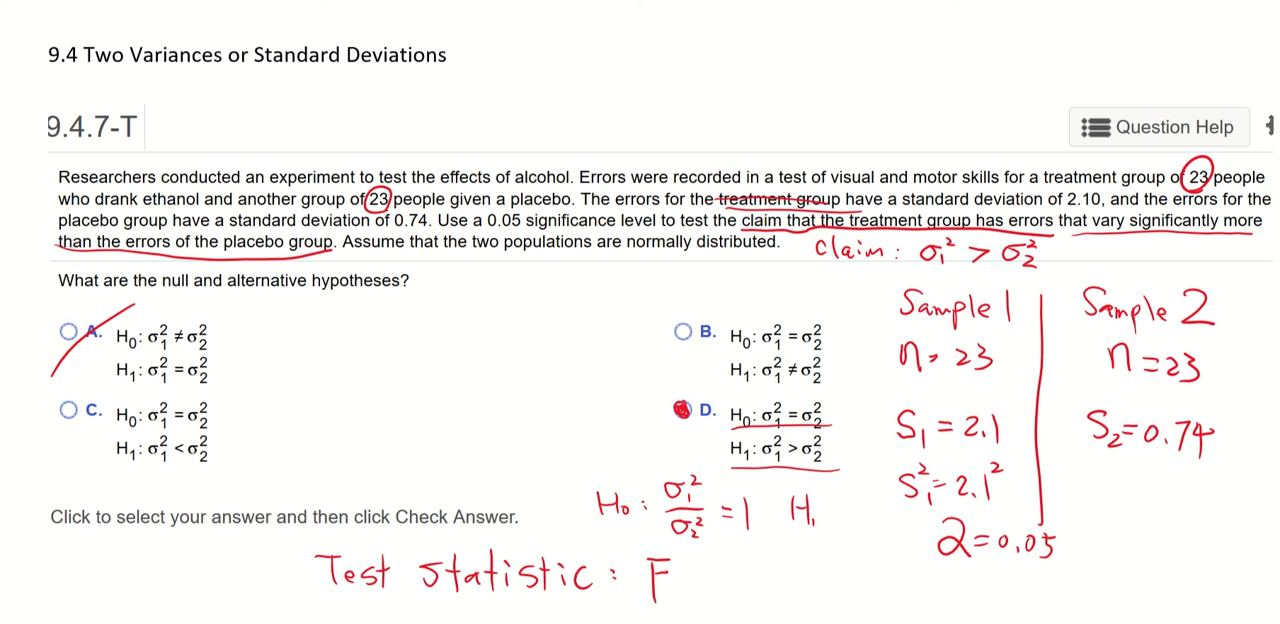 9.4 Two Variances or Standard Deviations
9.4.7-T
Question Help
Researchers conducted an experiment to test the effects of alcohol. Errors were recorded in a test of visual and motor skills for a treatment group of 23 people
who drank ethanol and another group of 23 people given a placebo. The errors for the treatment group have a standard deviation of 2.10, and the errors for the
placebo group have a standard deviation of 0.74. Use a 0.05 significance level to test the claim that the treatment group has errors that vary significantly more
than the errors of the placebo group. Assume that the two populations are normally distributed.
Claim: σ₁² > σ₂²
What are the null and alternative hypotheses?
A. H₀: σ₁² ≠ σ₂²
H₁: σ₁² = σ₂²
B. H₀: σ₁² = σ₂²
H₁: σ₁² ≠ σ₂²
C. H₀: σ₁² = σ₂²
H₁: σ₁² < σ₂²
D. H₀: σ₁² = σ₂²
H₁: σ₁² > σ₂²
Sample 1
n = 23
S₁ = 2.1
S₁² = 2.1²
Sample 2
n = 23
S₂ = 0.74
α = 0.05
H₀: σ₁²/σ₂² = 1 H₁
Click to select your answer and then click Check Answer.
Test statistic: F